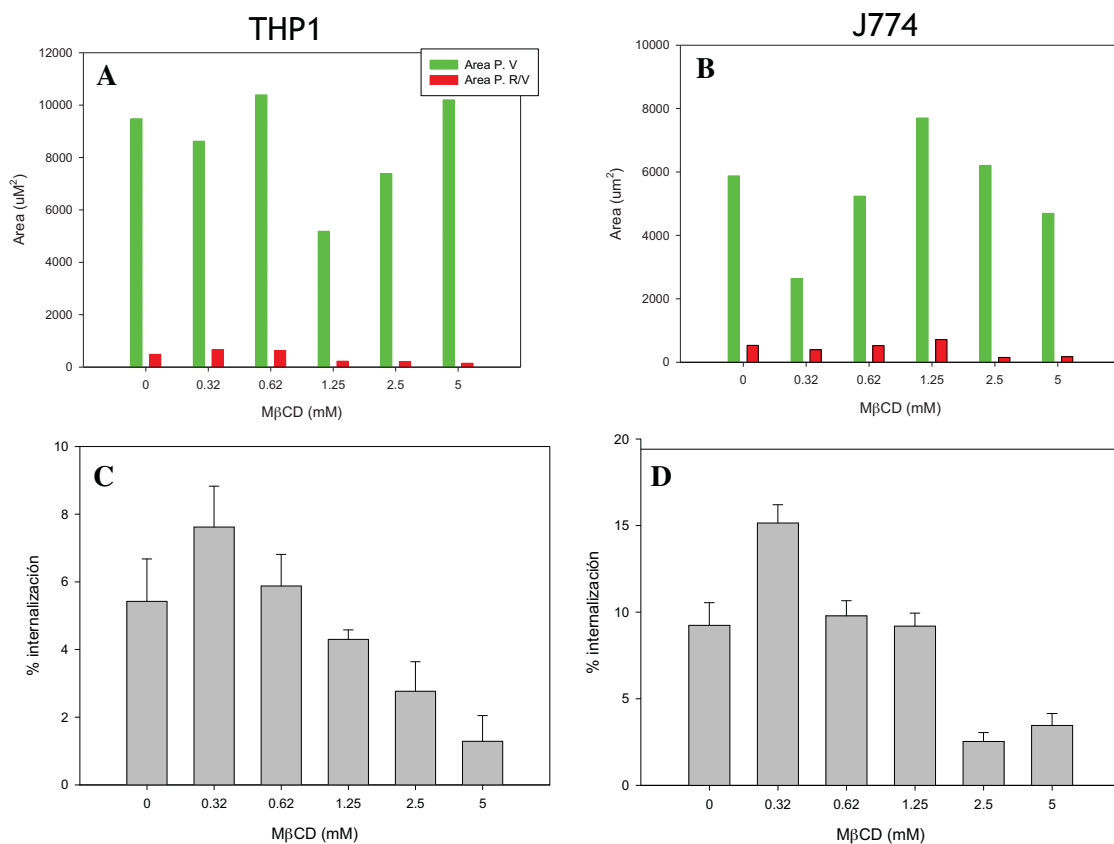 THP1
J774
A
Area P. V
Area P. R/V
12000
10000
8000
6000
4000
2000
0
Area (uM²)
0 0.32 0.62 1.25 2.5 5
MβCD (mM)
B
10000
8000
6000
4000
2000
0
Area (um²)
0 0.32 0.62 1.25 2.5 5
MβCD (mM)
C
10
8
6
4
2
0
% internalización
0 0.32 0.62 1.25 2.5 5
MβCD (mM)
D
20
15
10
5
0
% internalización
0 0.32 0.62 1.25 2.5 5
MβCD (mM)